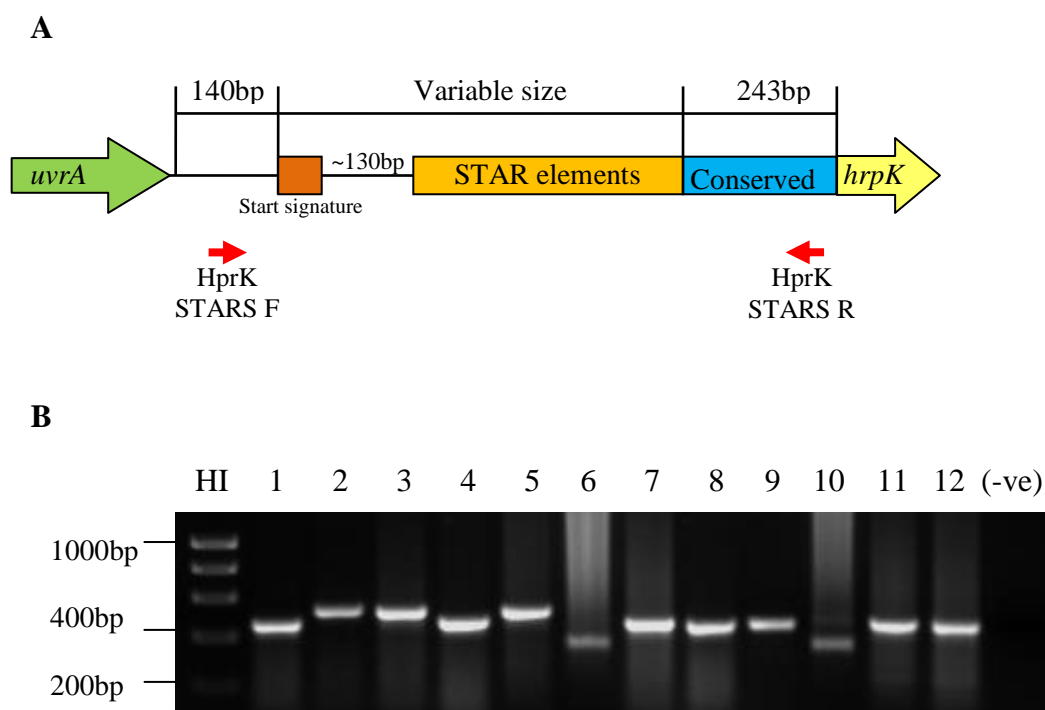 A
140bp Variable size 243bp
uvrA ~130bp STAR elements Conserved hrpK
Start signature
HprK HprK
STARS F STARS R
B
HI 1 2 3 4 5 6 7 8 9 10 11 12 (-ve)
1000bp
400bp
200bp